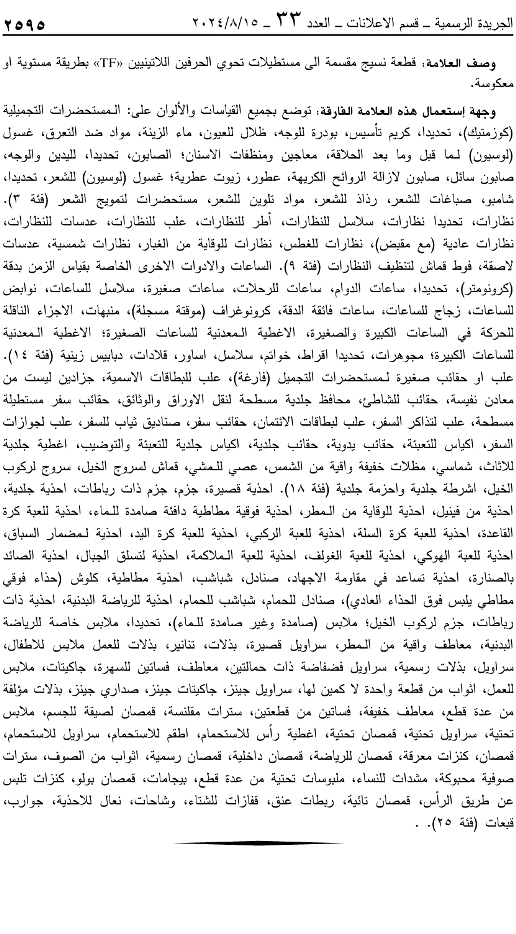 الجريدة الرسمية ــ قسم الاعلانات ــ العدد ٣٣ ــ ٢٠٢٤/٨/١٥
٢٥٩٥
وصف العلامة: قطعة نسيج مقسمة الى مستطيلات تحوي الحرفين اللاتينيين «TF» بطريقة مستوية او
معكوسة.
وجهة إستعمال هذه العلامة الفارقة: توضع بجميع القياسات والألوان على: المستحضرات التجميلية
(كوزمتيك)، تحديدا، كريم تأسيس، بودرة للوجه، ظلال للعيون، ماء الزينة، مواد ضد التعرق، غسول
(لوسيون) لـما قبل وما بعد الحلاقة، معاجين ومنظفات الاسنان؛ الصابون، تحديدا، لليدين والوجه،
صابون سائل، صابون لازالة الروائح الكريهة، عطور، زيوت عطرية؛ غسول (لوسيون) للشعر، تحديدا،
شامبو، صباغات للشعر، رذاذ للشعر، مواد تلوين للشعر، مستحضرات لتمويج الشعر (فئة ٣).
نظارات، تحديدا نظارات، سلاسل للنظارات، أطر للنظارات، علب للنظارات، عدسات للنظارات،
نظارات عادية (مع مقبض)، نظارات للغطس، نظارات للوقاية من الغبار، نظارات شمسية، عدسات
لاصقة، فوط قماش لتنظيف النظارات (فئة ٩). الساعات والادوات الاخرى الخاصة بقياس الزمن بدقة
(كرونومتر)، تحديدا، ساعات الدوام، ساعات للرحلات، ساعات صغيرة، سلاسل للساعات، نوابض
للساعات، زجاج للساعات، ساعات فائقة الدقة، كرونوغراف (موقتة مسجلة)، منبهات، الاجزاء الناقلة
للحركة في الساعات الكبيرة والصغيرة، الاغطية المعدنية للساعات الصغيرة؛ الاغطية المعدنية
للساعات الكبيرة؛ مجوهرات، تحديدا اقراط، خواتم، سلاسل، اساور، قلادات، دبابيس زينية (فئة ١٤).
علب او حقائب صغيرة لـمستحضرات التجميل (فارغة)، علب للبطاقات الاسمية، جزادين ليست من
معادن نفيسة، حقائب للشاطئ، محافظ جلدية مسطحة لنقل الاوراق والوثائق، حقائب سفر مستطيلة
مسطحة، علب لتذاكر السفر، علب لبطاقات الائتمان، حقائب سفر، صناديق ثياب للسفر، علب لجوازات
السفر، اكياس للتعبئة، حقائب يدوية، حقائب جلدية، اكياس جلدية للتعبئة والتوضيب، اغطية جلدية
للاثاث، شماسي، مظلات خفيفة واقية من الشمس، عصي للـمشي، قماش لسروج الخيل، سروج لركوب
الخيل، اشرطة جلدية واحزمة جلدية (فئة ١٨). احذية قصيرة، جزم، جزم ذات رباطات، احذية جلدية،
احذية من فينيل، احذية للوقاية من الـمطر، احذية فوقية مطاطية دافئة صامدة للـماء، احذية للعبة كرة
القاعدة، احذية للعبة كرة السلة، احذية للعبة الركبي، احذية للعبة كرة اليد، احذية لـمضمار السباق،
احذية للعبة الهوكي، احذية للعبة الغولف، احذية للعبة الـملاكمة، احذية لتسلق الجبال، احذية الصائد
بالصنارة، احذية تساعد في مقاومة الاجهاد، صنادل، شباشب، احذية مطاطية، كلوش (حذاء فوقي
مطاطي يلبس فوق الحذاء العادي)، صنادل للحمام، شباشب للحمام، احذية للرياضة البدنية، احذية ذات
رباطات، جزم لركوب الخيل؛ ملابس (صامدة وغير صامدة للـماء)، تحديدا، ملابس خاصة للرياضة
البدنية، معاطف واقية من الـمطر، سراويل قصيرة، بذلات، تنانير، بذلات للعمل ملابس للاطفال،
سراويل، بذلات رسمية، سراويل فضفاضة ذات حمالتين، معاطف، فساتين للسهرة، جاكيتات، ملابس
للعمل، اثواب من قطعة واحدة لا كمين لها، سراويل جينز، جاكيتات جينز، صداري جينز، بذلات مؤلفة
من عدة قطع، معاطف خفيفة، فساتين من قطعتين، سترات مقلنسة، قمصان لصيقة للجسم، ملابس
تحتية، سراويل تحتية، قمصان تحتية، اغطية رأس للاستحمام، اطقم للاستحمام، سراويل للاستحمام،
قمصان، كنزات معرقة، قمصان للرياضة، قمصان داخلية، قمصان رسمية، اثواب من الصوف، سترات
صوفية محبوكة، مشدات للنساء، ملبوسات تحتية من عدة قطع، بيجامات، قمصان بولو، كنزات تلبس
عن طريق الرأس، قمصان نائية، ربطات عنق، قفازات للشتاء، وشاحات، نعال للاحذية، جوارب،
قبعات (فئة ٢٥). .